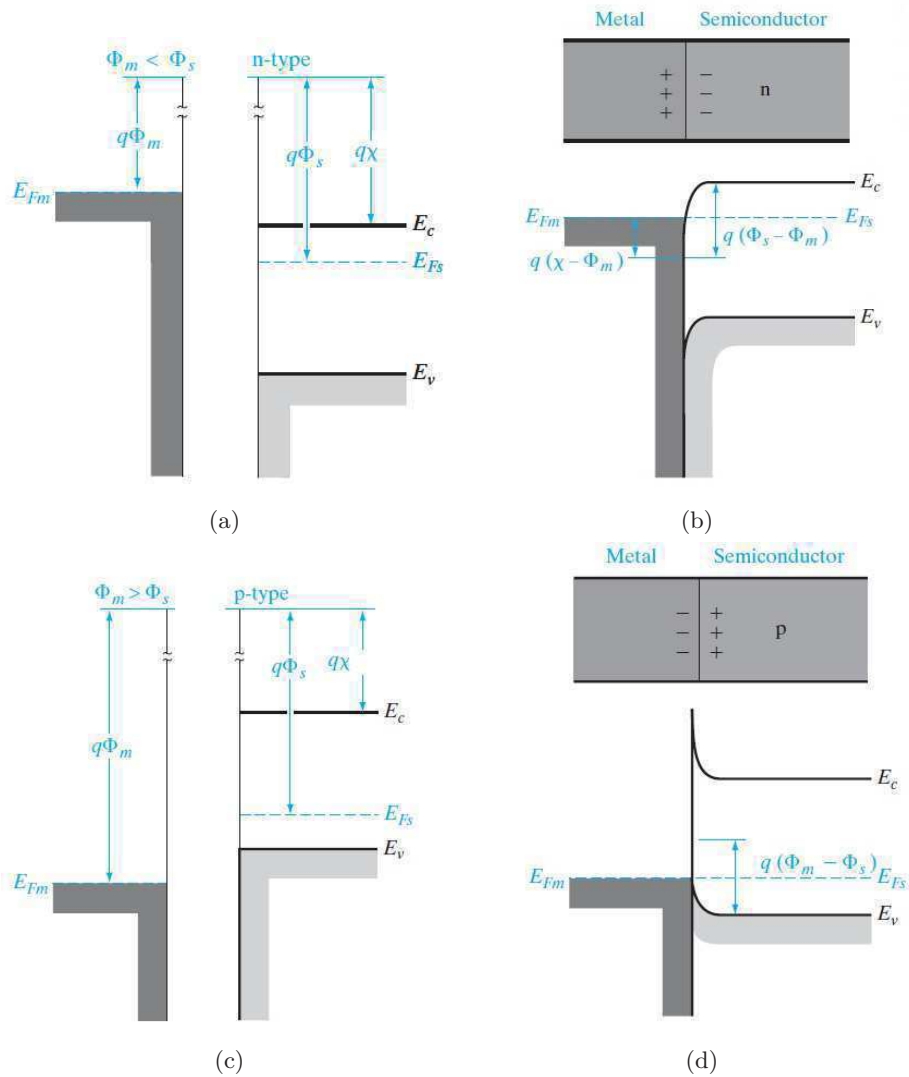 Φm < Φs
n-type
qΦm
qΦs
qχ
EFm
Ec
EFs
Ev
(a)
Metal Semiconductor
+ −
+ − n
+ −
Ec
EFm
EFs
q (Φs – Φm)
q (χ – Φm)
Ev
(b)
Φm > Φs
p-type
qΦs
qχ
Ec
qΦm
EFs
Ev
EFm
(c)
Metal Semiconductor
− +
− + p
− +
Ec
q (Φm – Φs)
EFm
EFs
Ev
(d)